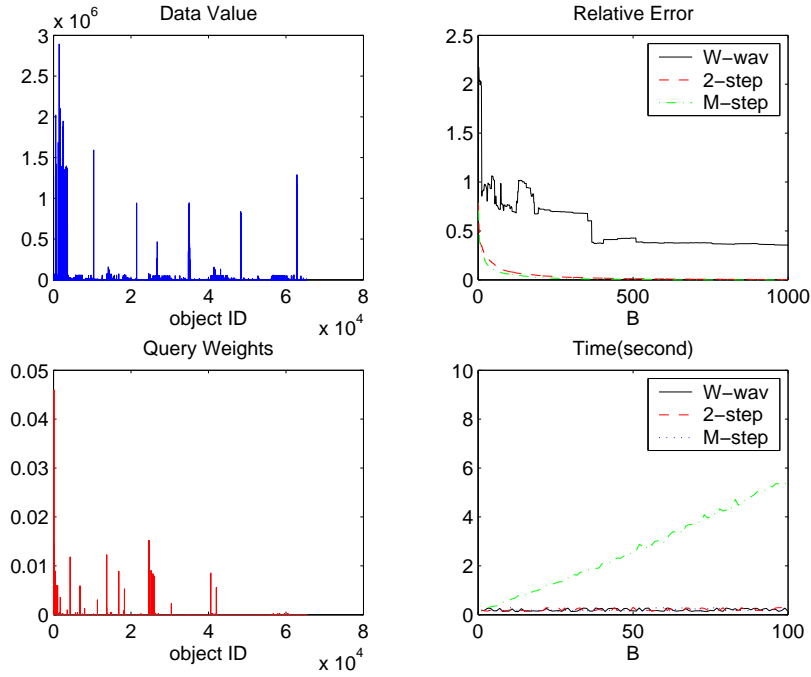 Data Value
x 10^6
3
2.5
2
1.5
1
0.5
0
0 2 4 6 8
object ID
x 10^4
Relative Error
2.5
2
1.5
1
0.5
0
0 500 1000
B
W-wav
2-step
M-step
Query Weights
0.05
0.04
0.03
0.02
0.01
0
0 2 4 6 8
object ID
x 10^4
Time(second)
10
8
6
4
2
0
0 50 100
B
W-wav
2-step
M-step